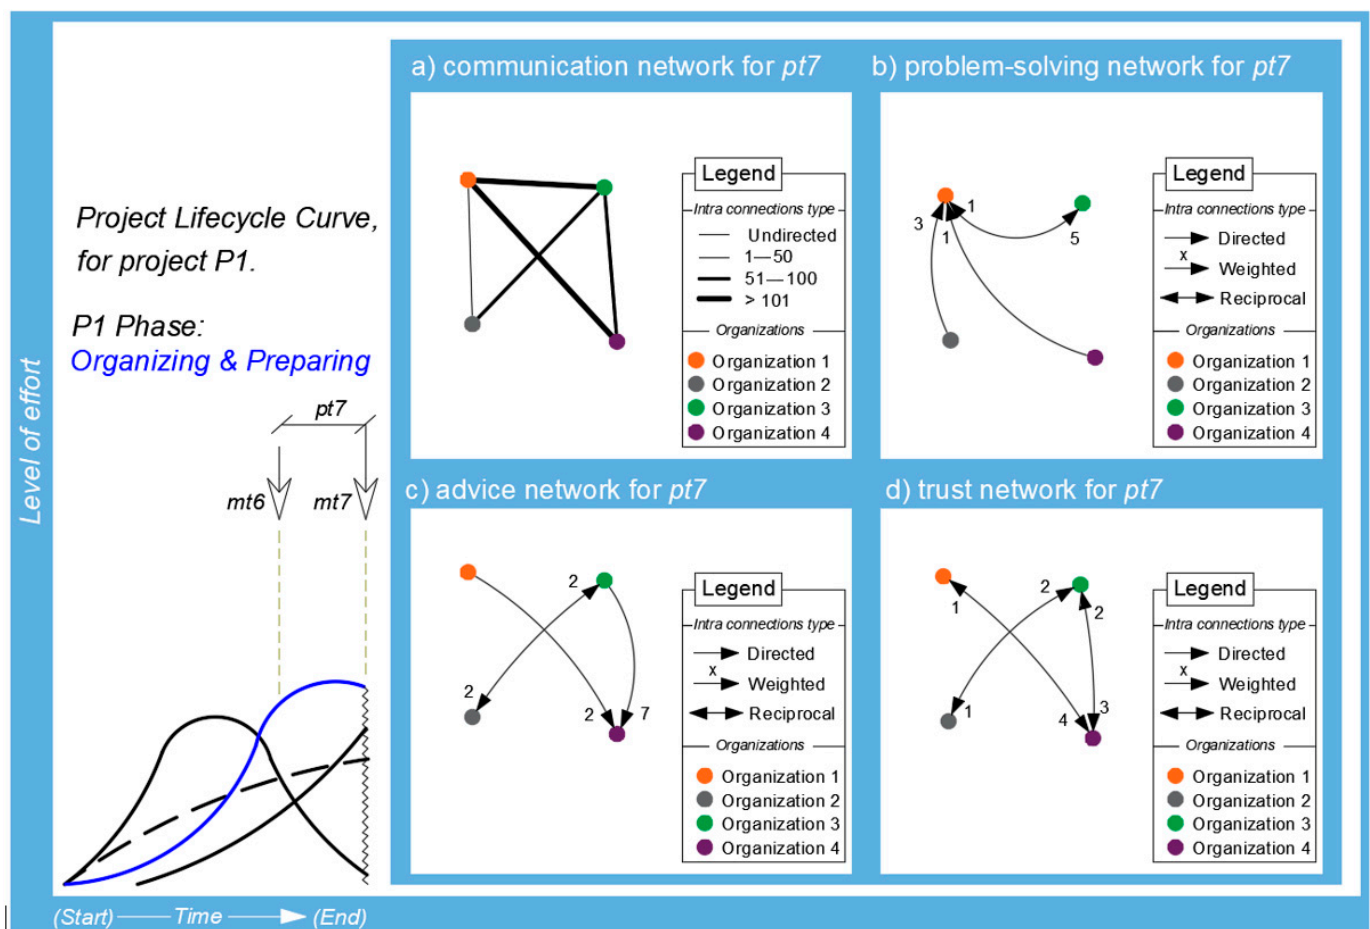 Level of effort
Project Lifecycle Curve,
for project P1.
P1 Phase:
Organizing & Preparing
pt7
mt6
mt7
(Start)
Time
(End)
a) communication network for pt7
Legend
Intra connections type
Undirected
1—50
51—100
> 101
Organizations
Organization 1
Organization 2
Organization 3
Organization 4
b) problem-solving network for pt7
3
1
1
5
Legend
Intra connections type
Directed
x
Weighted
Reciprocal
Organizations
Organization 1
Organization 2
Organization 3
Organization 4
c) advice network for pt7
2
2
2
7
Legend
Intra connections type
Directed
x
Weighted
Reciprocal
Organizations
Organization 1
Organization 2
Organization 3
Organization 4
d) trust network for pt7
1
2
2
1
4
3
Legend
Intra connections type
Directed
x
Weighted
Reciprocal
Organizations
Organization 1
Organization 2
Organization 3
Organization 4